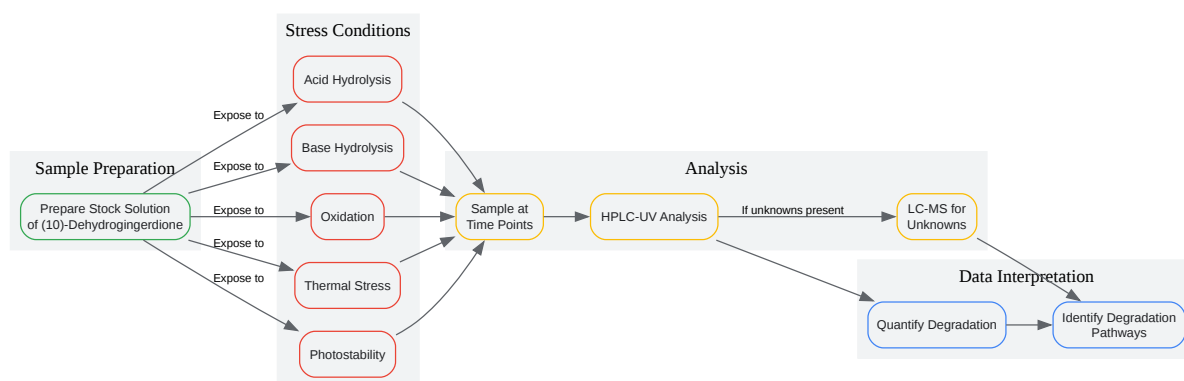 Stress Conditions
Acid Hydrolysis
Expose to
Base Hydrolysis
Sample Preparation
Expose to
Analysis
Prepare Stock Solution
of (10)-Dehydrogingerdione
Expose to
Oxidation
Sample at
Time Points
HPLC-UV Analysis
If unknowns present
LC-MS for
Unknowns
Expose to
Thermal Stress
Expose to
Data Interpretation
Photostability
Quantify Degradation
Identify Degradation
Pathways